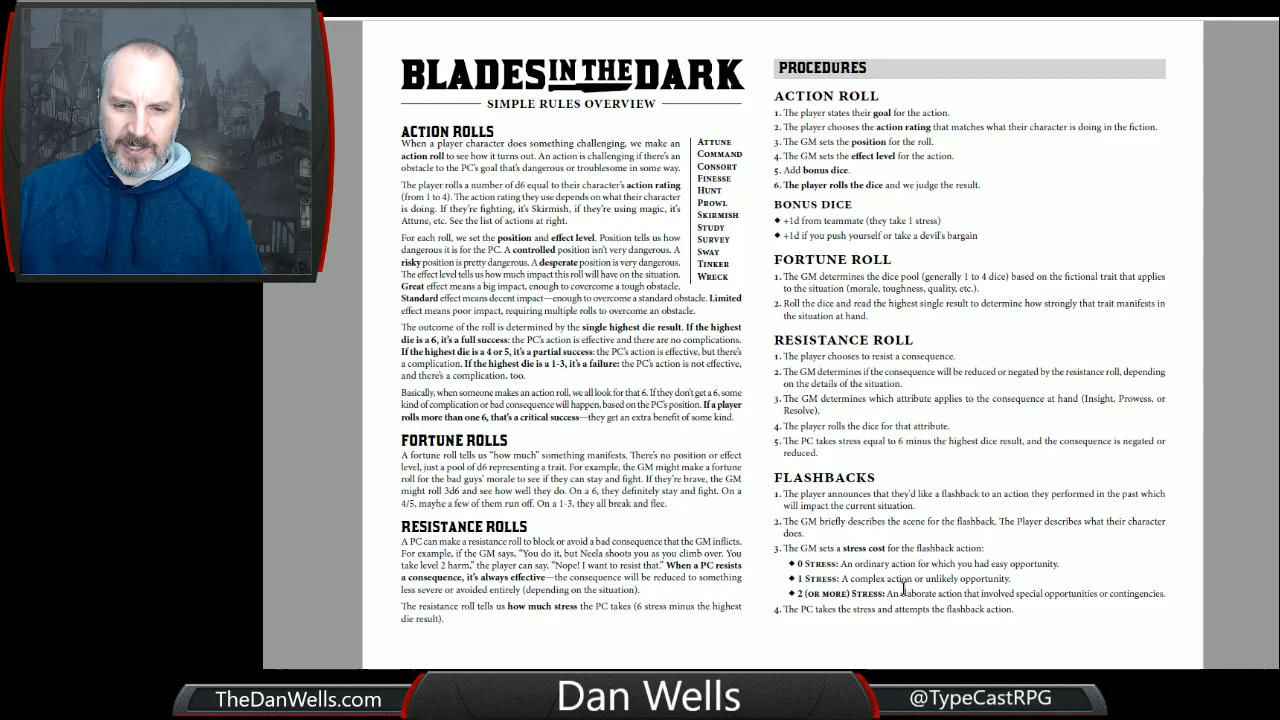 BLADES IN THE DARK
SIMPLE RULES OVERVIEW
ACTION ROLLS
When a player character does something challenging, we make an
action roll to see how it turns out. An action is challenging if there's an
obstacle to the PC's goal that's dangerous or troublesome in some way.
The player rolls a number of d6 equal to their character's action rating
(from 1 to 4). The action rating they use depends on what their character
is doing. If they're fighting, it's Skirmish, if they're using magic, it's
Attune, etc. See the list of actions at right.
For each roll, we set the position and effect level. Position tells us how
dangerous it is for the PC. A controlled position isn't very dangerous. A
risky position is pretty dangerous. A desperate position is very dangerous.
The effect level tells us how much impact this roll will have on the situation.
Great effect means a big impact, enough to covercome a tough obstacle.
Standard effect means decent impact—enough to overcome a standard obstacle. Limited
effect means poor impact, requiring multiple rolls to overcome an obstacle.
ATTUNE
COMMAND
CONSORT
FINESSE
HUNT
PROWL
SKIRMISH
STUDY
SURVEY
SWAY
TINKER
WRECK
The outcome of the roll is determined by the single highest die result. If the highest
die is a 6, it's a full success: the PC's action is effective and there are no complications.
If the highest die is a 4 or 5, it's a partial success: the PC's action is effective, but there's
a complication. If the highest die is a 1-3, it's a failure: the PC's action is not effective,
and there's a complication, too.
Basically, when someone makes an action roll, we all look for that 6. If they don't get a 6, some
kind of complication or bad consequence will happen, based on the PC's position. If a player
rolls more than one 6, that's a critical success—they get an extra benefit of some kind.
FORTUNE ROLLS
A fortune roll tells us "how much" something manifests. There's no position or effect
level, just a pool of d6 representing a trait. For example, the GM might make a fortune
roll for the bad guys' morale to see if they can stay and fight. If they're brave, the GM
might roll 3d6 and see how well they do. On a 6, they definitely stay and fight. On a
4/5, mayhe a few of them run off. On a 1-3, they all break and flee.
RESISTANCE ROLLS
A PC can make a resistance roll to block or avoid a bad consequence that the GM inflicts.
For example, if the GM says, "You do it, but Neela shoots you as you climb over. You
take level 2 harm," the player can say. "Nope! I want to resist that." When a PC resists
a consequence, it's always effective—the consequence will be reduced to something
less severe or avoided entirely (depending on the situation).
The resistance roll tells us how much stress the PC takes (6 stress minus the highest
die result).
PROCEDURES
ACTION ROLL
1. The player states their goal for the action.
2. The player chooses the action rating that matches what their character is doing in the fiction.
3. The GM sets the position for the roll.
4. The GM sets the effect level for the action.
5. Add bonus dice.
6. The player rolls the dice and we judge the result.
BONUS DICE
◆ +1d from teammate (they take 1 stress)
◆ +1d if you push yourself or take a devil's bargain
FORTUNE ROLL
1. The GM determines the dice pool (generally 1 to 4 dice) based on the fictional trait that applies
to the situation (morale, toughness, quality, etc.).
2. Roll the dice and read the highest single result to determine how strongly that trait manifests in
the situation at hand.
RESISTANCE ROLL
1. The player chooses to resist a consequence.
2. The GM determines if the consequence will be reduced or negated by the resistance roll, depending
on the details of the situation.
3. The GM determines which attribute applies to the consequence at hand (Insight, Prowess, or
Resolve).
4. The player rolls the dice for that attribute.
5. The PC takes stress equal to 6 minus the highest dice result, and the consequence is negated or
reduced.
FLASHBACKS
1. The player announces that they'd like a flashback to an action they performed in the past which
will impact the current situation.
2. The GM briefly describes the scene for the flashback. The Player describes what their character
does.
3. The GM sets a stress cost for the flashback action:
◆ 0 STRESS: An ordinary action for which you had easy opportunity.
◆ 1 STRESS: A complex action or unlikely opportunity.
◆ 2 (OR MORE) STRESS: An elaborate action that involved special opportunities or contingencies.
4. The PC takes the stress and attempts the flashback action.
TheDanWells.com
Dan Wells
@TypeCastRPG